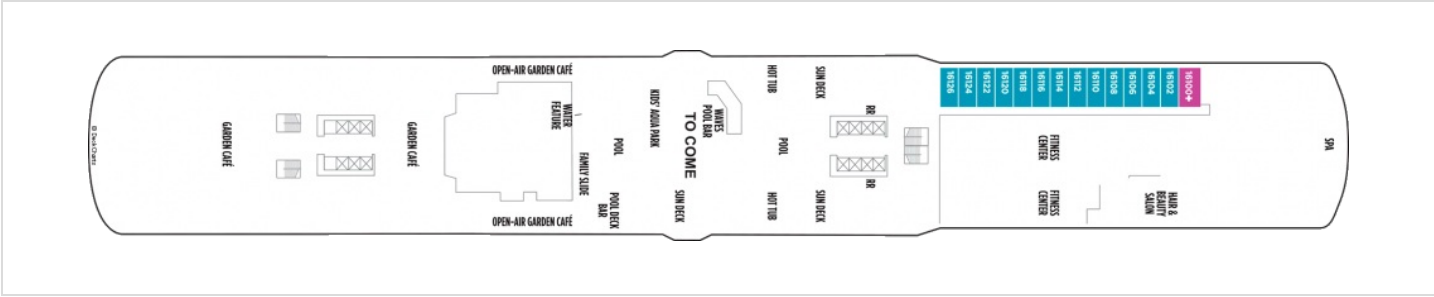 © DeckCharts
GARDEN CAFÉ
GARDEN CAFÉ
OPEN-AIR GARDEN CAFÉ
WATER
FEATURE
FAMILY SLIDE
OPEN-AIR GARDEN CAFÉ
POOL
POOL DECK
BAR
KIDS' AQUA PARK
SUN DECK
TO COME
WAVES
POOL BAR
HOT TUB
POOL
HOT TUB
SUN DECK
SUN DECK
RR
RR
16126
16124
16122
16120
16118
16116
16114
16112
16110
16108
16106
16104
16102
16100+
FITNESS
CENTER
FITNESS
CENTER
HAIR &
BEAUTY
SALON
SPA